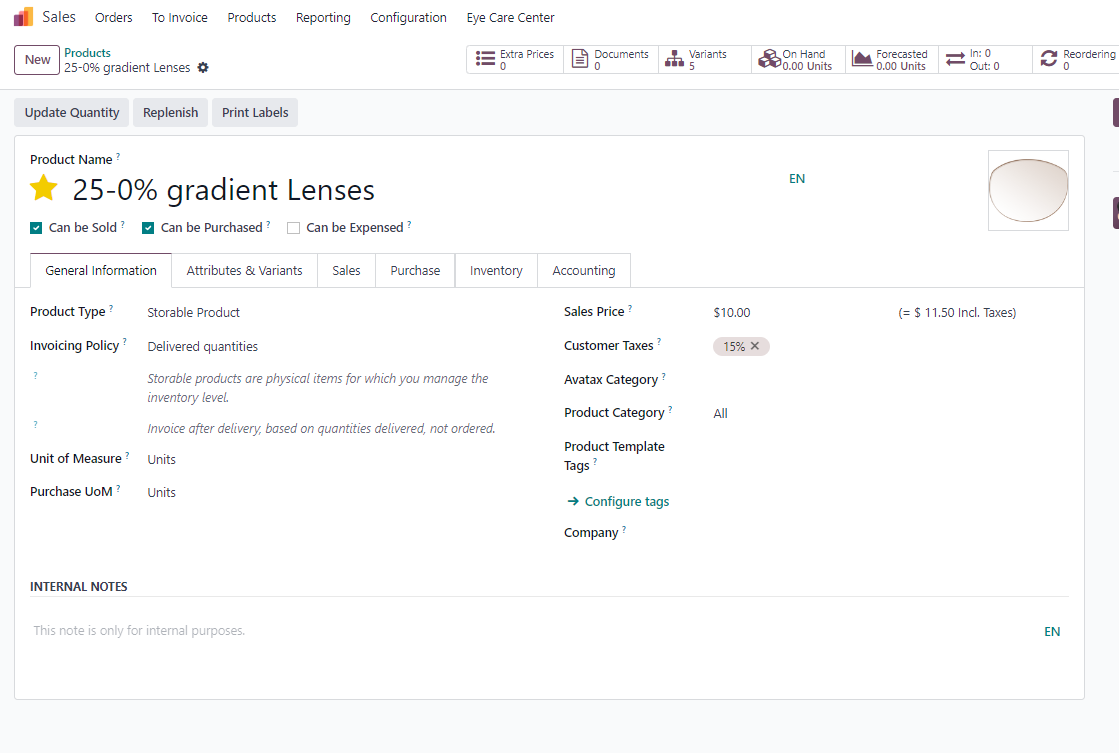 Sales Orders To Invoice Products Reporting Configuration Eye Care Center
New
Products
25-0% gradient Lenses
Extra Prices
0
Documents
0
Variants
5
On Hand
0.00 Units
Forecasted
0.00 Units
In: 0
Out: 0
Reordering
0
Update Quantity Replenish Print Labels
Product Name ?
25-0% gradient Lenses
EN
Can be Sold ? Can be Purchased ? Can be Expensed ?
General Information Attributes & Variants Sales Purchase Inventory Accounting
Product Type ? Storable Product
Invoicing Policy ? Delivered quantities
? Storable products are physical items for which you manage the
inventory level.
? Invoice after delivery, based on quantities delivered, not ordered.
Unit of Measure ? Units
Purchase UoM ? Units
Sales Price ? $10.00 (= $ 11.50 Incl. Taxes)
Customer Taxes ? 15% ✕
Avatax Category ?
Product Category ? All
Product Template
Tags ?
→ Configure tags
Company ?
INTERNAL NOTES
This note is only for internal purposes.
EN